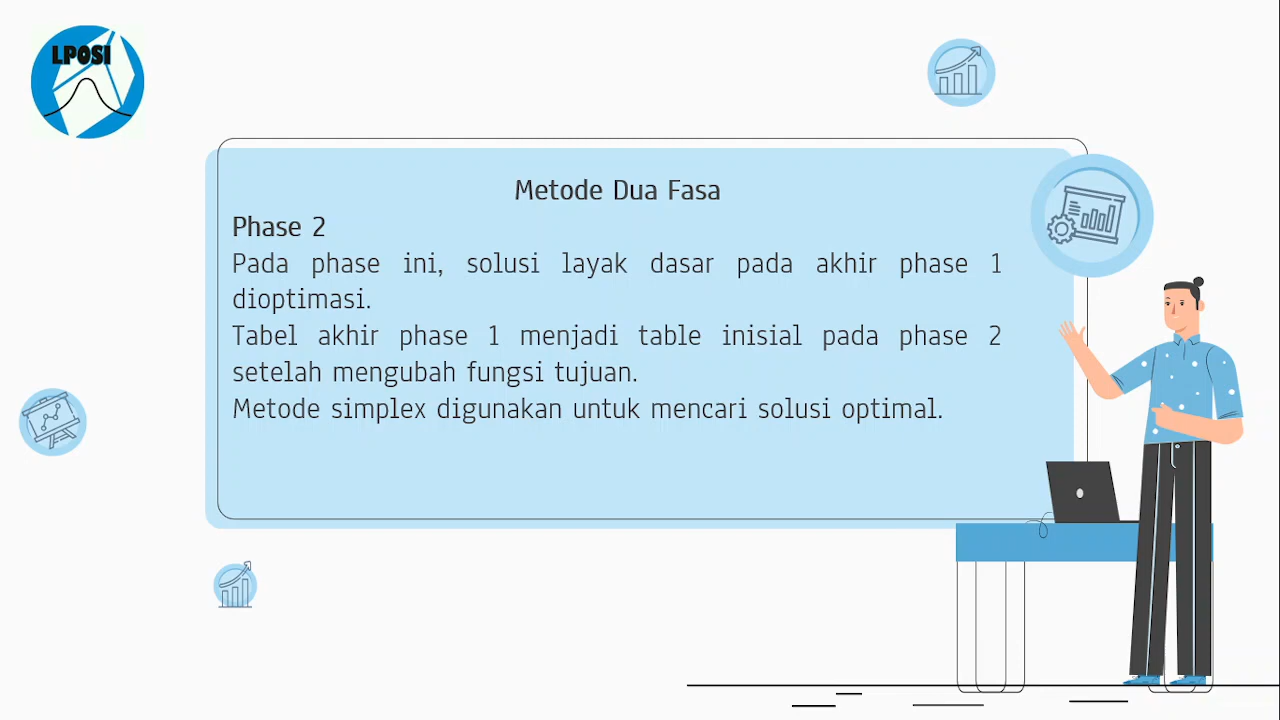 LPOSI
Metode Dua Fasa
Phase 2
Pada phase ini, solusi layak dasar pada akhir phase 1
dioptimasi.
Tabel akhir phase 1 menjadi table inisial pada phase 2
setelah mengubah fungsi tujuan.
Metode simplex digunakan untuk mencari solusi optimal.